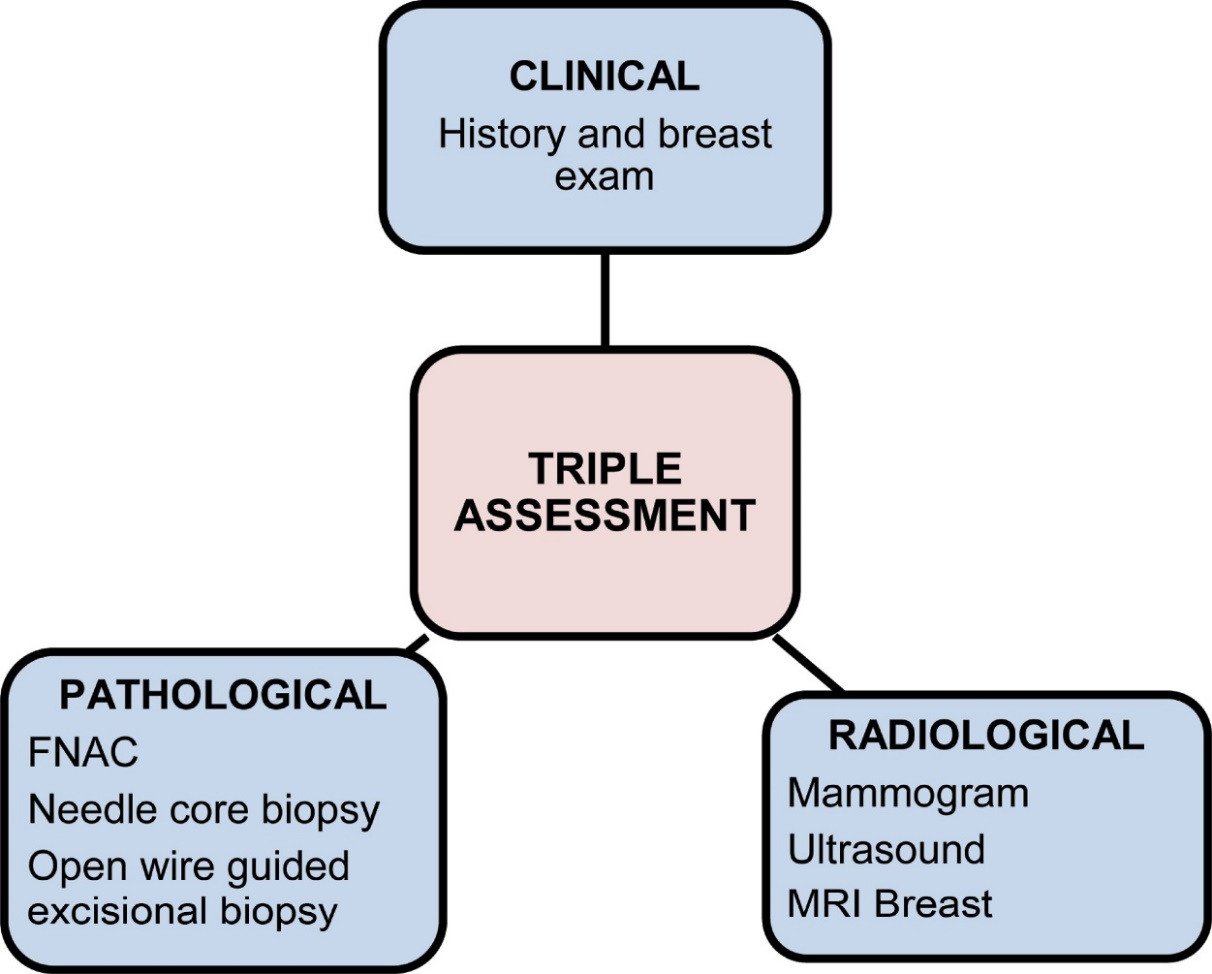 CLINICAL
History and breast
exam
TRIPLE
ASSESSMENT
PATHOLOGICAL
FNAC
Needle core biopsy
Open wire guided
excisional biopsy
RADIOLOGICAL
Mammogram
Ultrasound
MRI Breast